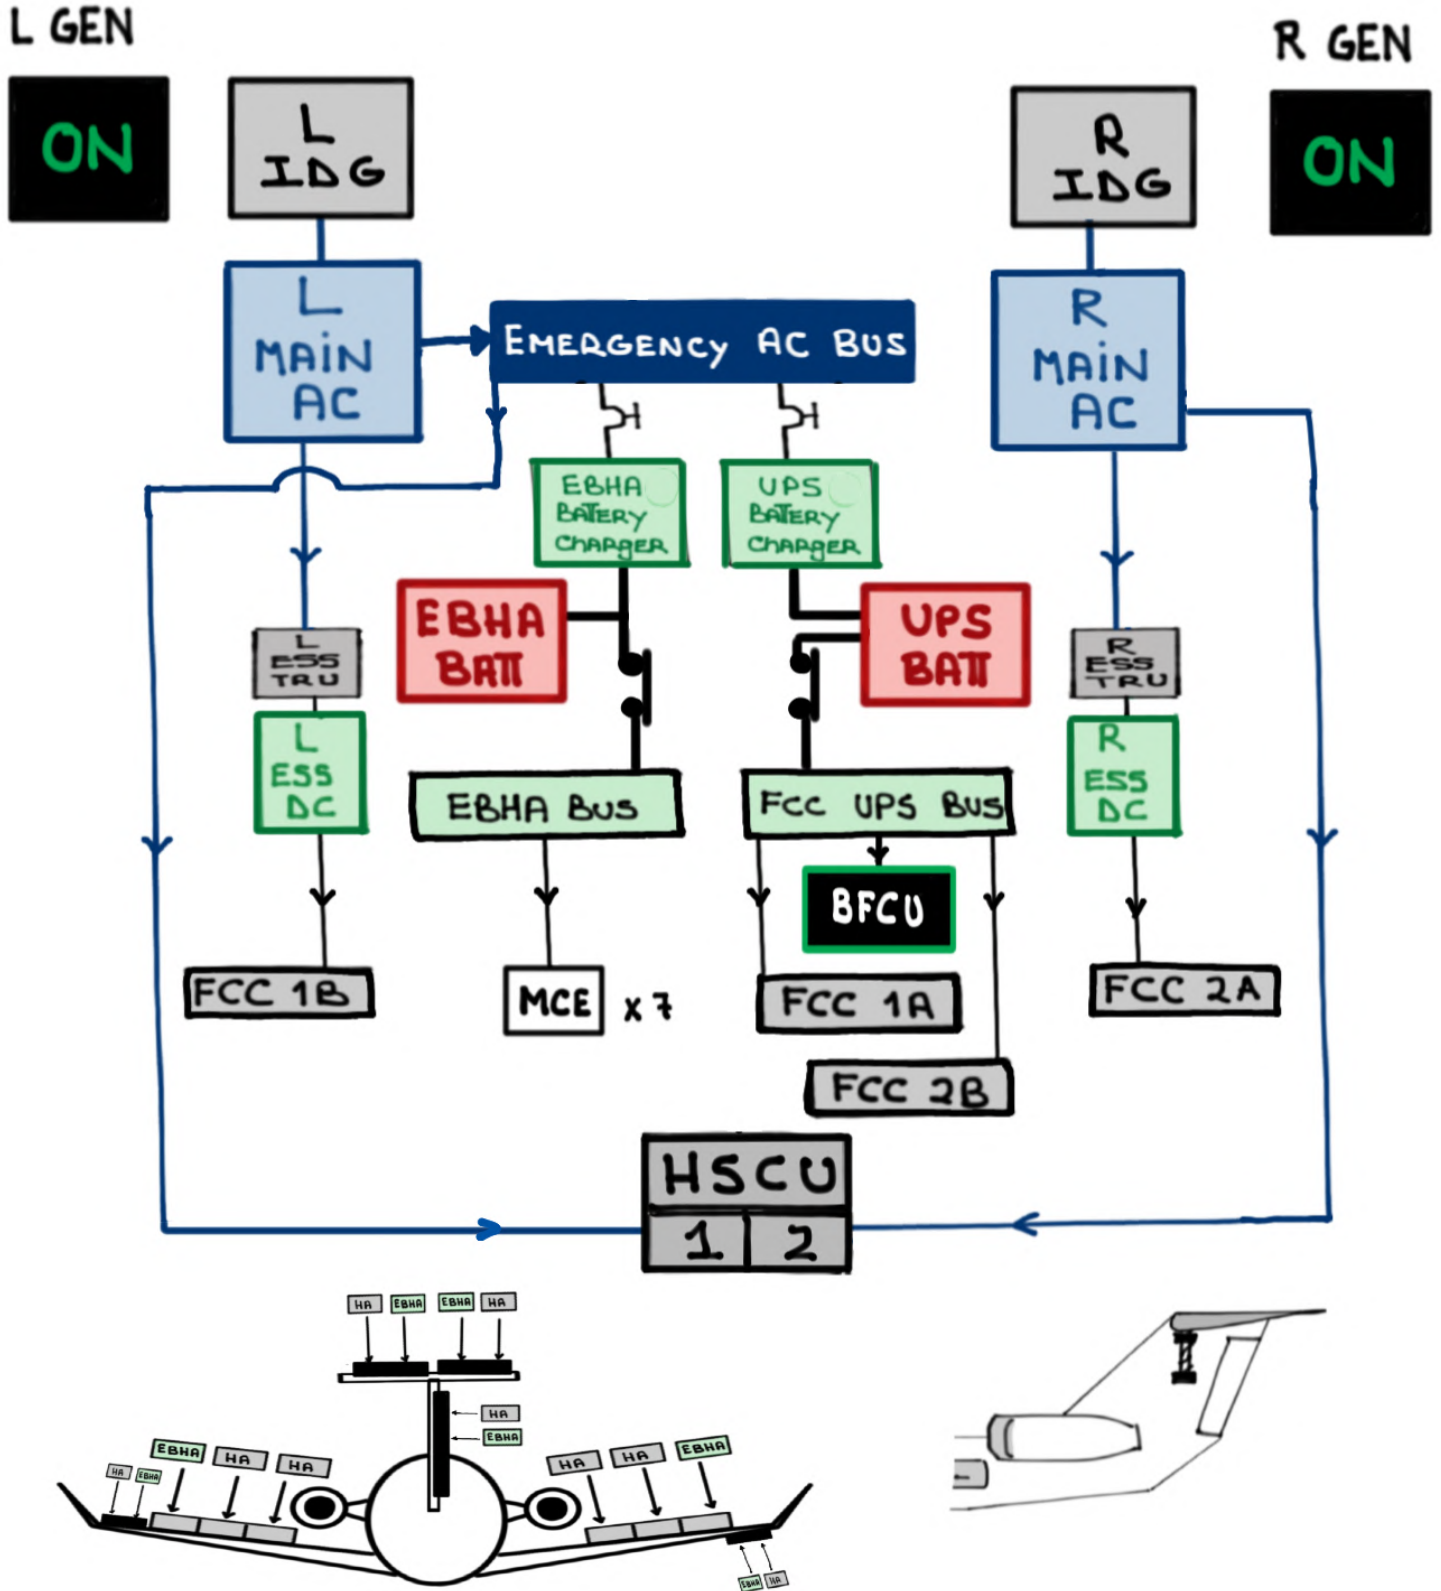 L GEN
R GEN
ON
L
IDG
R
IDG
ON
L
MAIN
AC
EMERGENCY AC BUS
R
MAIN
AC
EBHA
BATERY
CHARGER
UPS
BATERY
CHARGER
EBHA
BATT
UPS
BATT
L
ESS
TRU
R
ESS
TRU
L
ESS
DC
EBHA BUS
FCC UPS BUS
R
ESS
DC
BFCU
FCC 1B
MCE x 7
FCC 1A
FCC 2A
FCC 2B
HSCU
1 2
HA EBHA EBHA HA
HA
EBHA
HA EBHA EBHA HA HA
HA HA EBHA
EBHA HA